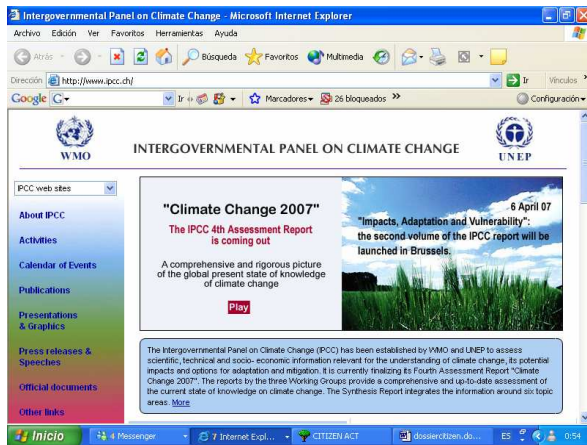 Intergovernmental Panel on Climate Change - Microsoft Internet Explorer
Archivo Edición Ver Favoritos Herramientas Ayuda
Atrás Búsqueda Favoritos Multimedia
Dirección http://www.ipcc.ch/ Ir Vínculos »
Google G Ir Marcadores 26 bloqueados » Configuración
WMO
INTERGOVERNMENTAL PANEL ON CLIMATE CHANGE
UNEP
IPCC web sites
About IPCC
Activities
Calendar of Events
Publications
Presentations
& Graphics
Press releases &
Speeches
Official documents
Other links
"Climate Change 2007"
The IPCC 4th Assessment Report
is coming out
A comprehensive and rigorous picture
of the global present state of knowledge
of climate change
Play
6 April 07
"Impacts, Adaptation and Vulnerability":
the second volume of the IPCC report will be
launched in Brussels.
The Intergovernmental Panel on Climate Change (IPCC) has been established by WMO and UNEP to assess
scientific, technical and socio- economic information relevant for the understanding of climate change, its potential
impacts and options for adaptation and mitigation. It is currently finalizing its Fourth Assessment Report "Climate
Change 2007". The reports by the three Working Groups provide a comprehensive and up-to-date assessment of
the current state of knowledge on climate change. The Synthesis Report integrates the information around six topic
areas. More
Inicio 4 Messenger 7 Internet Expl... CITIZEN ACT dossiercitizen.do... ES 0:54